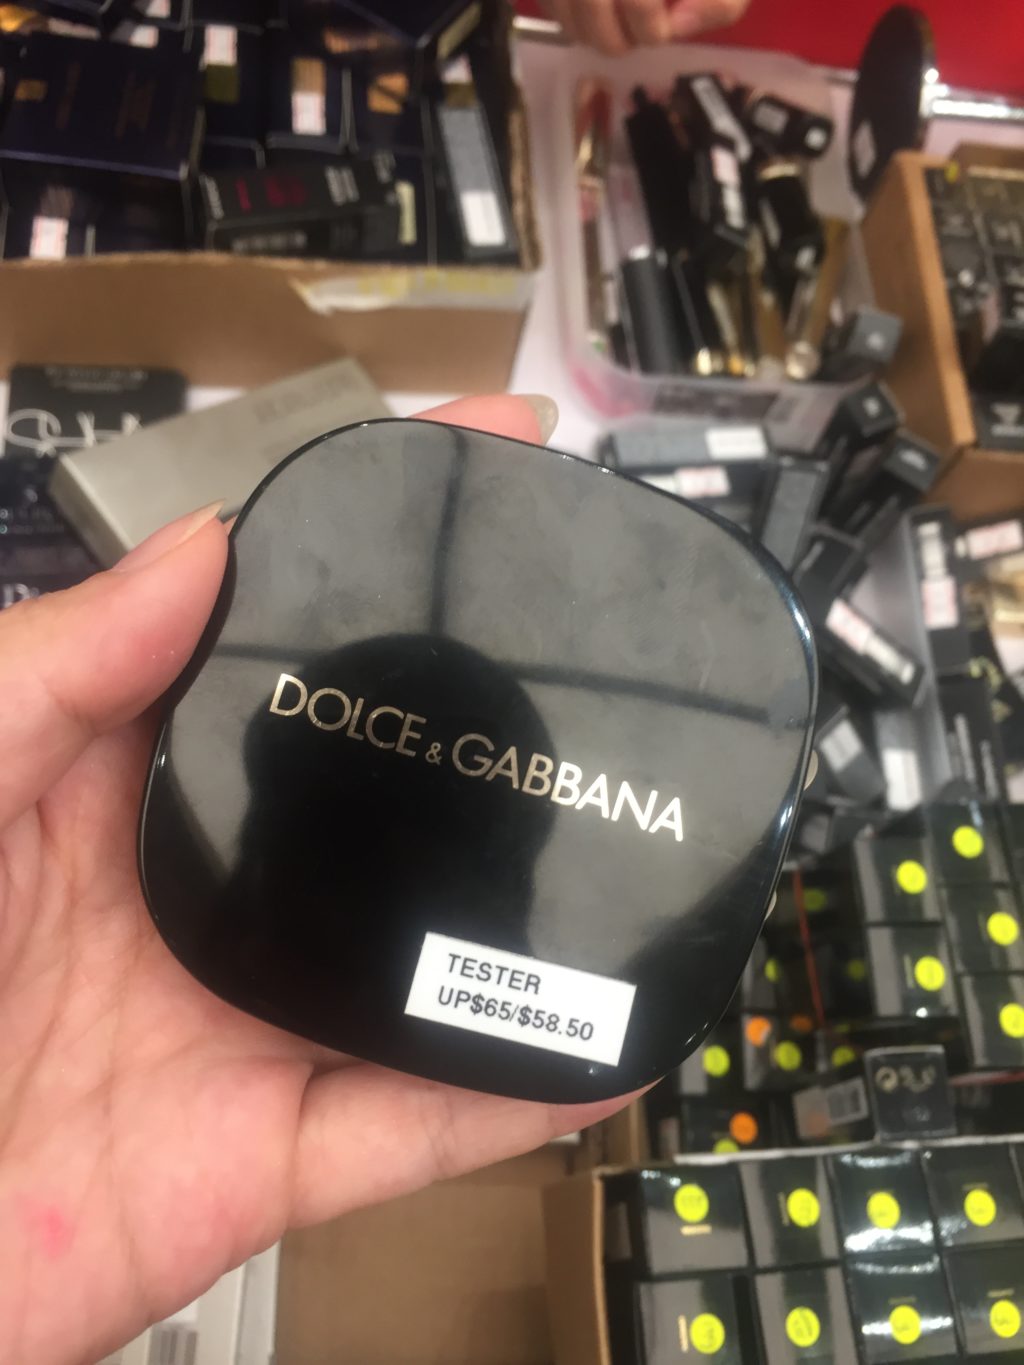 DOLCE & GABBANA
TESTER
UP$65/$58.50